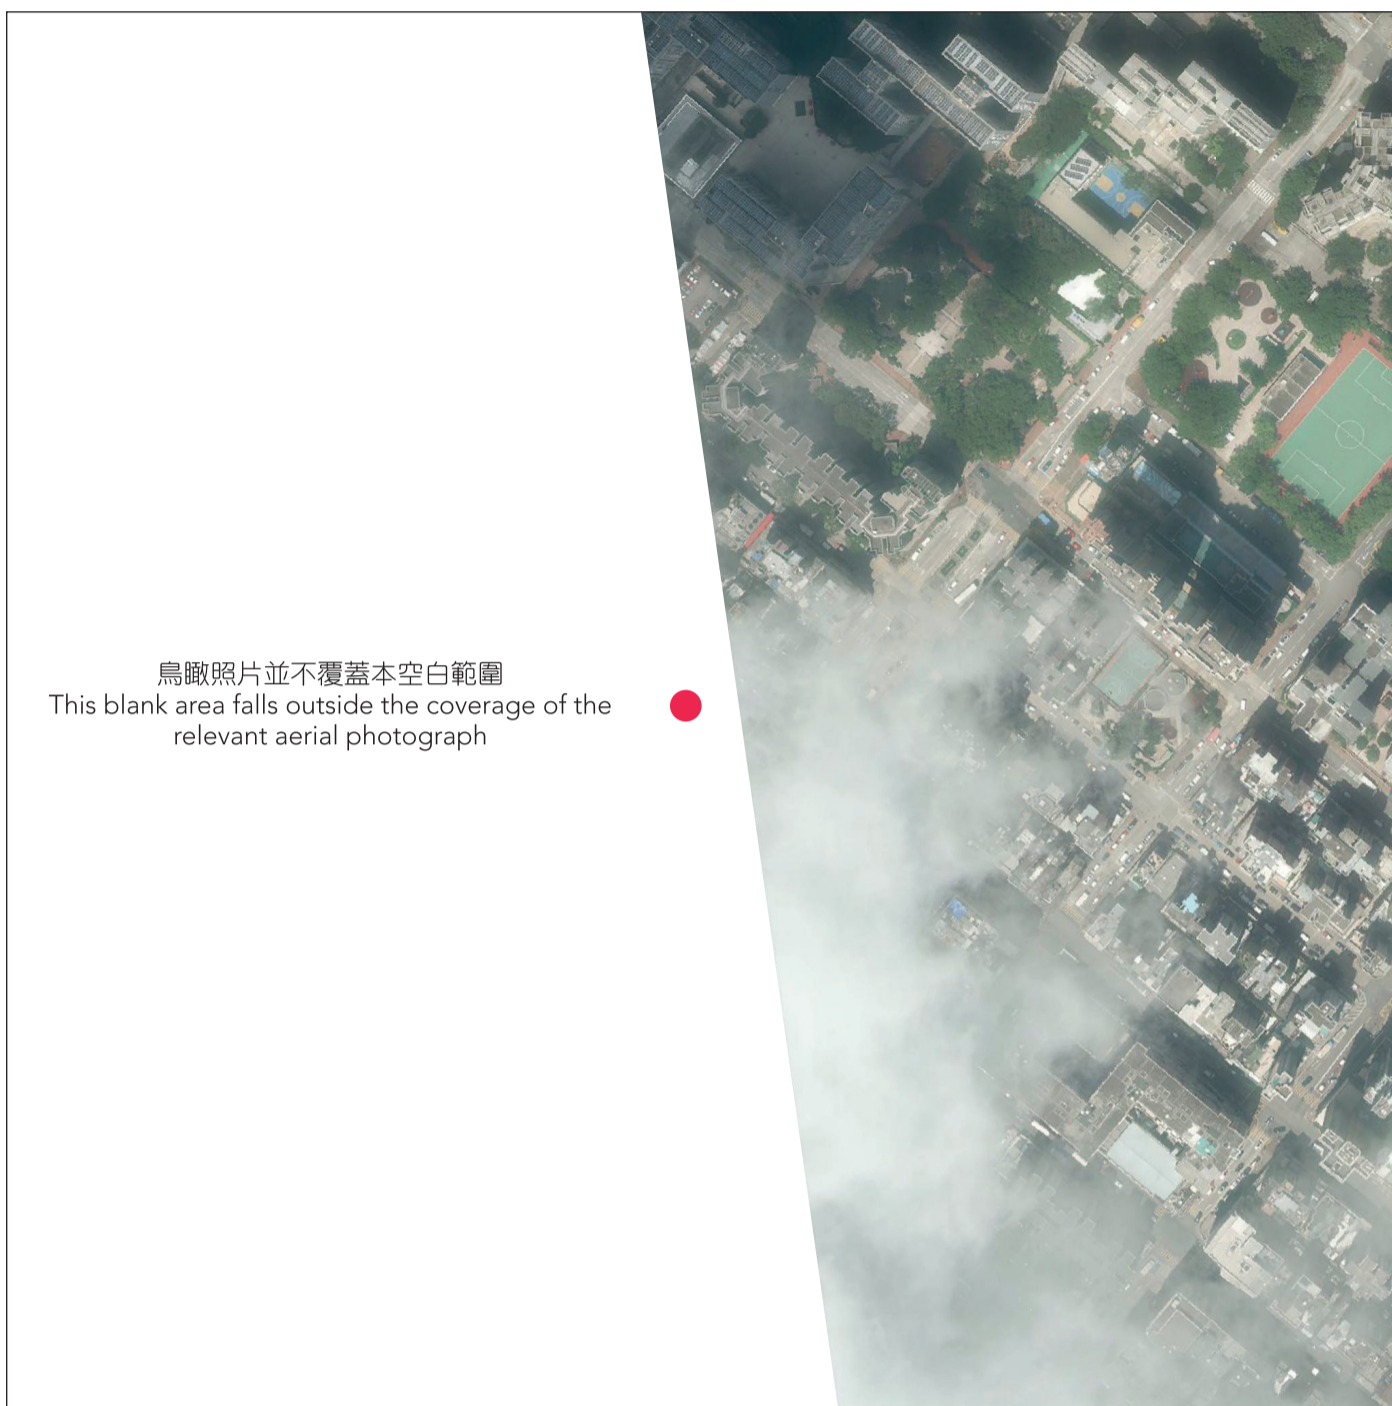 鳥瞰照片並不覆蓋本空白範圍
This blank area falls outside the coverage of the
relevant aerial photograph